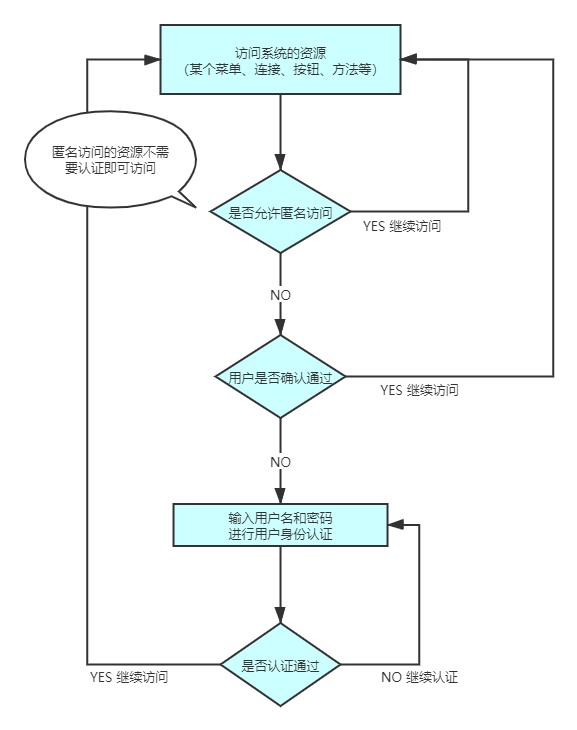 访问系统的资源
（某个菜单、连接、按钮、方法等）
匿名访问的资源不需
要认证即可访问
是否允许匿名访问
YES 继续访问
NO
用户是否确认通过
YES 继续访问
NO
输入用户名和密码
进行用户身份认证
是否认证通过
YES 继续访问
NO 继续认证